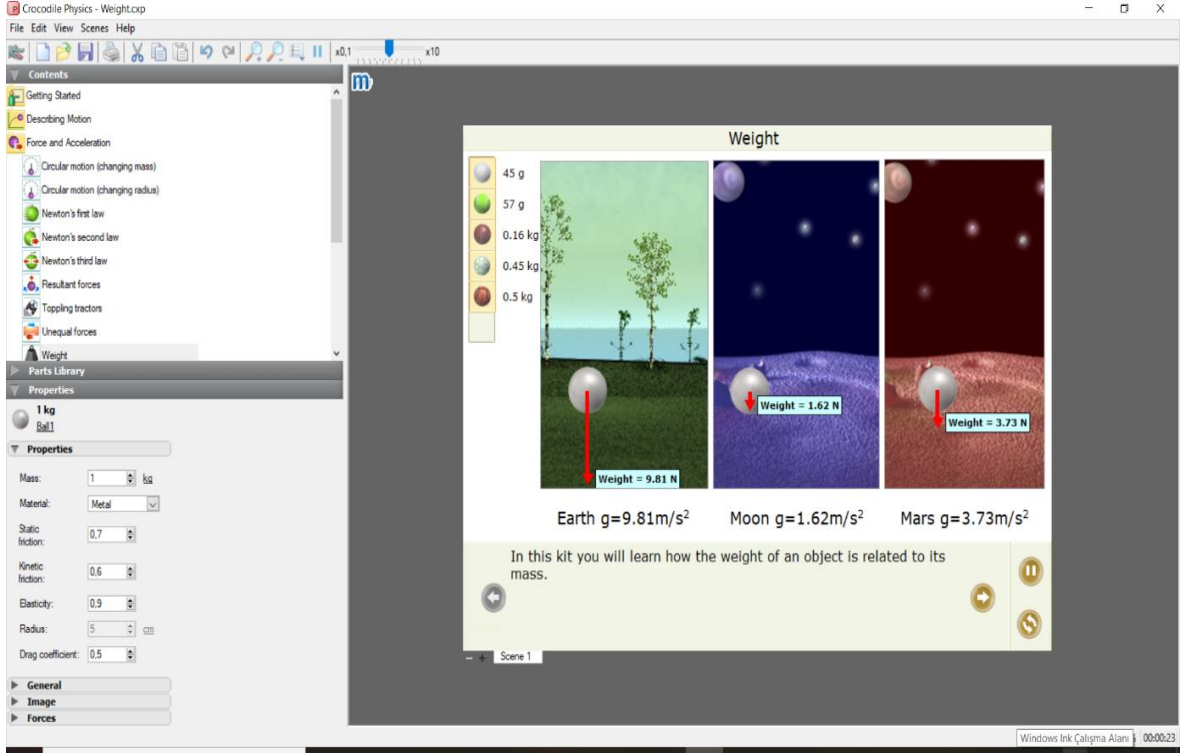 Crocodile Physics - Weight.cxp
File Edit View Scenes Help
x0,1 x10
Contents
Getting Started
Describing Motion
Force and Acceleration
Circular motion (changing mass)
Circular motion (changing radius)
Newton's first law
Newton's second law
Newton's third law
Resultant forces
Toppling tractors
Unequal forces
Weight
Parts Library
Properties
1 kg
Ball1
Properties
Mass: 1 kg
Material: Metal
Static
friction: 0,7
Kinetic
friction: 0,6
Elasticity: 0,9
Radius: 5 cm
Drag coefficient: 0,5
General
Image
Forces
m
Weight
45 g
57 g
0.16 kg
0.45 kg
0.5 kg
Weight = 9.81 N
Weight = 1.62 N
Weight = 3.73 N
Earth g=9.81m/s²
Moon g=1.62m/s²
Mars g=3.73m/s²
In this kit you will learn how the weight of an object is related to its
mass.
Scene 1
Windows Ink Çalışma Alanı
00:00:23